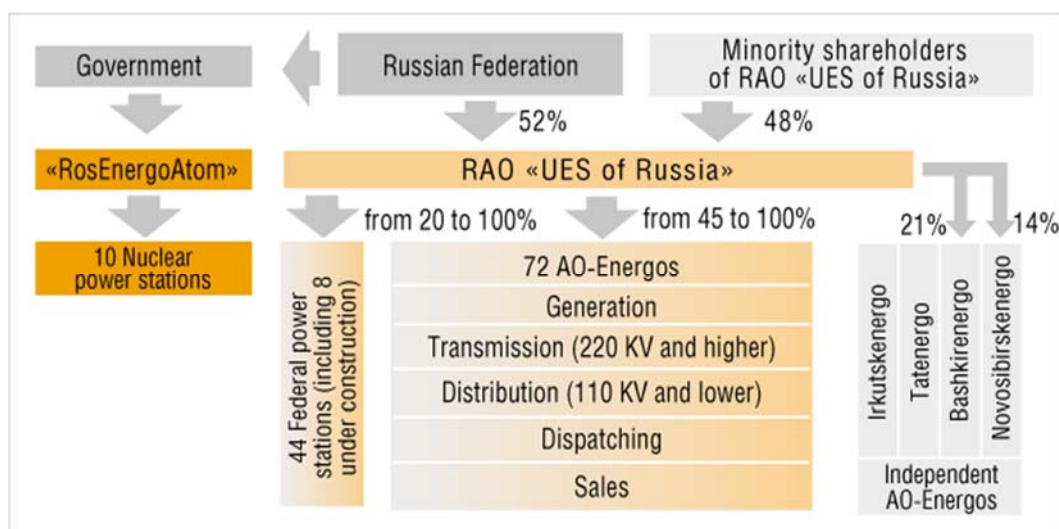 Government
Russian Federation
Minority shareholders
of RAO «UES of Russia»
52%
48%
«RosEnergoAtom»
RAO «UES of Russia»
from 20 to 100%
from 45 to 100%
21%
14%
10 Nuclear
power stations
44 Federal power
stations (including 8
under construction)
72 AO-Energos
Generation
Transmission (220 KV and higher)
Distribution (110 KV and lower)
Dispatching
Sales
Irkutskenergo
Tatenergo
Bashkirenergo
Novosibirskenergo
Independent
AO-Energos